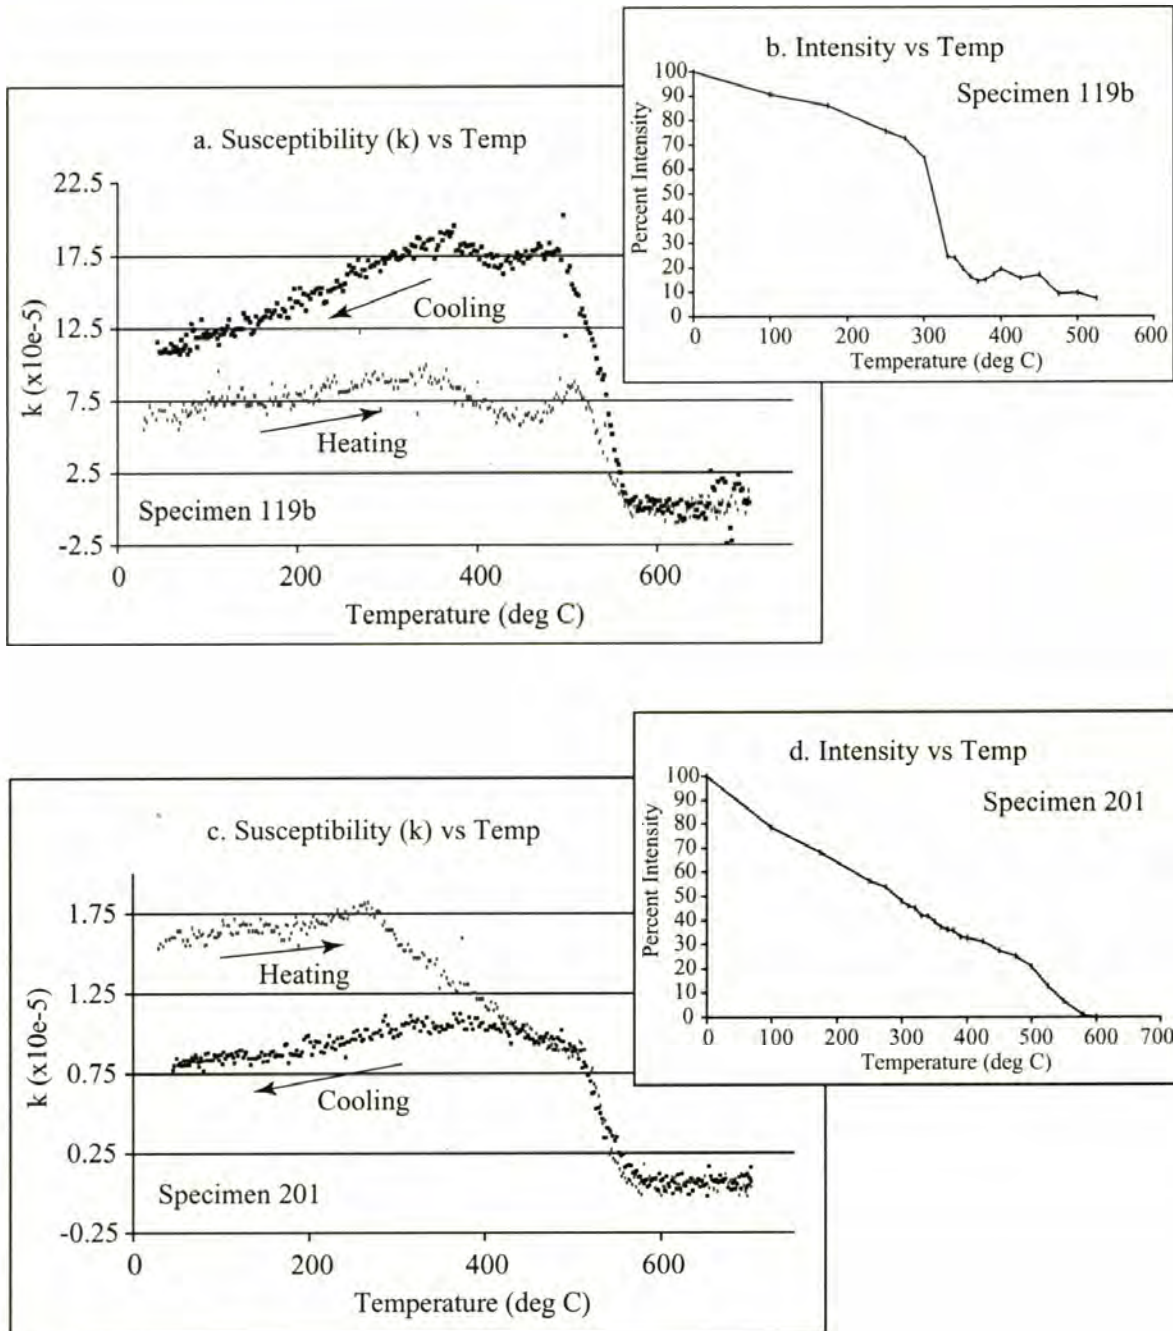 b. Intensity vs Temp
Specimen 119b
100
90
80
70
60
50
40
30
20
10
0
Percent Intensity
0 100 200 300 400 500 600
Temperature (deg C)
a. Susceptibility (k) vs Temp
22.5
17.5
12.5
7.5
2.5
-2.5
k (x10e-5)
Cooling
Heating
Specimen 119b
0 200 400 600
Temperature (deg C)
d. Intensity vs Temp
Specimen 201
100
90
80
70
60
50
40
30
20
10
0
Percent Intensity
0 100 200 300 400 500 600 700
Temperature (deg C)
c. Susceptibility (k) vs Temp
1.75
1.25
0.75
0.25
-0.25
k (x10e-5)
Heating
Cooling
Specimen 201
0 200 400 600
Temperature (deg C)